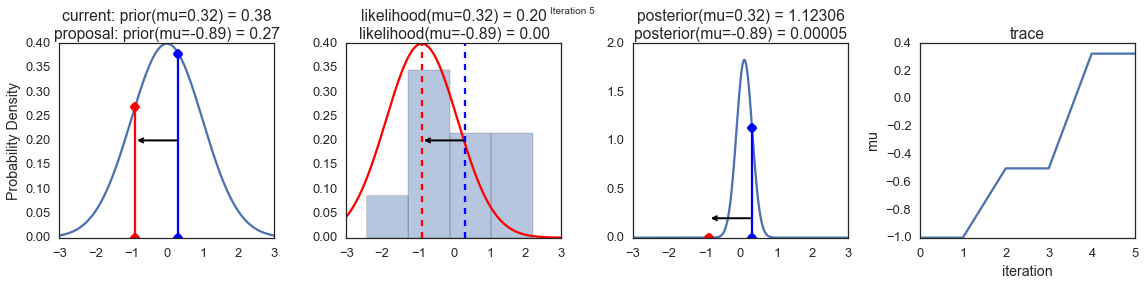 current: prior(mu=0.32) = 0.38
proposal: prior(mu=-0.89) = 0.27
likelihood(mu=0.32) = 0.20
likelihood(mu=-0.89) = 0.00
Iteration 5
posterior(mu=0.32) = 1.12306
posterior(mu=-0.89) = 0.00005
trace
Probability Density
0.40
0.35
0.30
0.25
0.20
0.15
0.10
0.05
0.00
−3 −2 −1 0 1 2 3
0.40
0.35
0.30
0.25
0.20
0.15
0.10
0.05
0.00
−3 −2 −1 0 1 2 3
2.0
1.5
1.0
0.5
0.0
−3 −2 −1 0 1 2 3
mu
0.4
0.2
0.0
−0.2
−0.4
−0.6
−0.8
−1.0
0 1 2 3 4 5
iteration